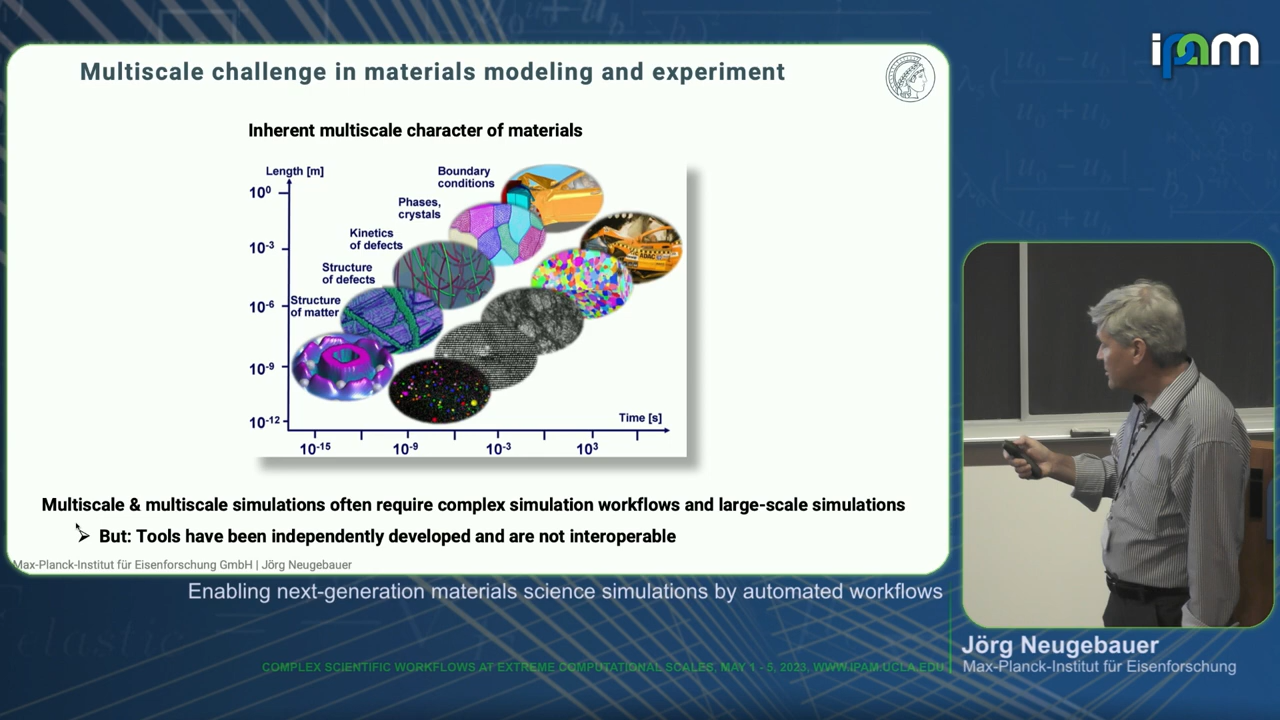 ipam
Multiscale challenge in materials modeling and experiment
Inherent multiscale character of materials
Length [m]
Boundary
conditions
Phases,
crystals
Kinetics
of defects
Structure
of defects
Structure
of matter
10⁰
10⁻³
10⁻⁶
10⁻⁹
10⁻¹²
Time [s]
10⁻¹⁵ 10⁻⁹ 10⁻³ 10³
ADAC
Multiscale & multiscale simulations often require complex simulation workflows and large-scale simulations
➢ But: Tools have been independently developed and are not interoperable
Max-Planck-Institut für Eisenforschung GmbH | Jörg Neugebauer
Enabling next-generation materials science simulations by automated workflows
Jörg Neugebauer
Max-Planck-Institut für Eisenforschung
COMPLEX SCIENTIFIC WORKFLOWS AT EXTREME COMPUTATIONAL SCALES, MAY 1 - 5, 2023, WWW.IPAM.UCLA.EDU
elastic